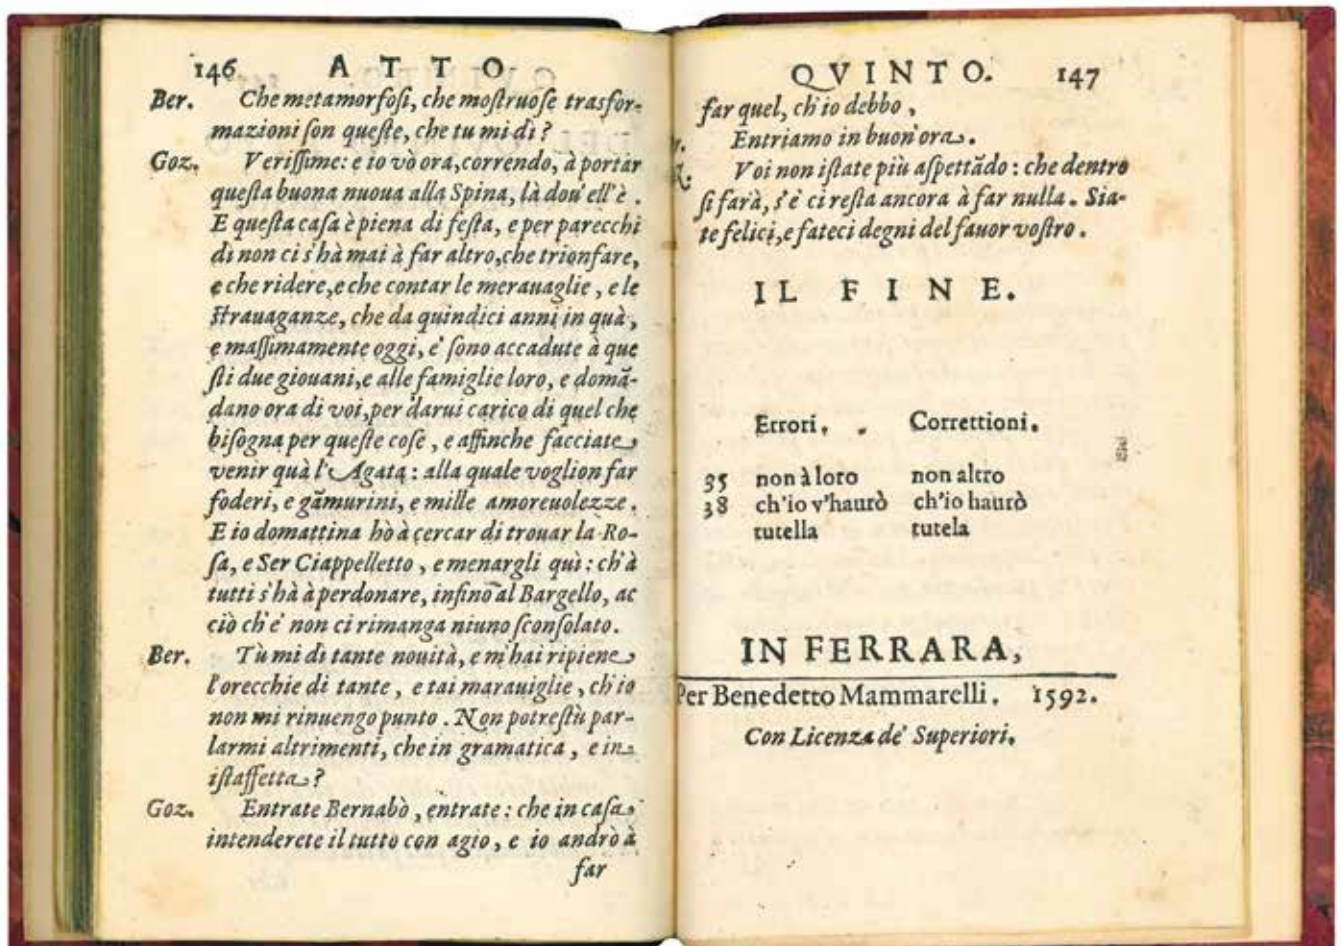 146 ATTO
Ber. Che metamorfosi, che mostruose trasfor-
mazioni son queste, che tu mi dì?
Goz. Verissime: e io vò ora, correndo, à portar
questa buona nuoua alla Spina, là dou' ell'è.
E questa casa è piena di festa, e per parecchi
dì non ci s'hà mai à far altro, che trionfare,
e che ridere, e che contar le merauaglie, e le
strauaganze, che da quindici anni in quà,
e massimamente oggi, e' sono accadute à que
sti due giouani, e alle famiglie loro, e domã-
dano ora di voi, per darui carico di quel che
bisogna per queste cose, e affinche facciate
venir quà l'Agata: alla quale voglion far
foderi, e gãmurini, e mille amoreuolezze.
E io domattina hò à cercar di trouar la Ro-
sa, e Ser Ciappelletto, e menargli quì: ch'à
tutti s'hà à perdonare, infino al Bargello, ac
ciò ch'e' non ci rimanga niuno sconsolato.
Ber. Tù mi dì tante nouità, e m'hai ripiene
l'orecchie di tante, e tai marauiglie, ch'io
non mi rinuengo punto. Non potrestù par-
larmi altrimenti, che in gramatica, e in
istaffetta?
Goz. Entrate Bernabò, entrate: che in casa
intenderete il tutto con agio, e io andrò à
far
QVINTO. 147
far quel, ch'io debbo,
Entriamo in buon'ora.
Voi non istate più aspettãdo: che dentro
si farà, s'e' ci resta ancora à far nulla. Sia-
te felici, e fateci degni del fauor vostro.
IL FINE.
Errori. Correttioni.
35 non à loro non altro
38 ch'io v'haurò ch'io haurò
tutella tutela
IN FERRARA,
Per Benedetto Mammarelli. 1592.
Con Licenza de' Superiori.